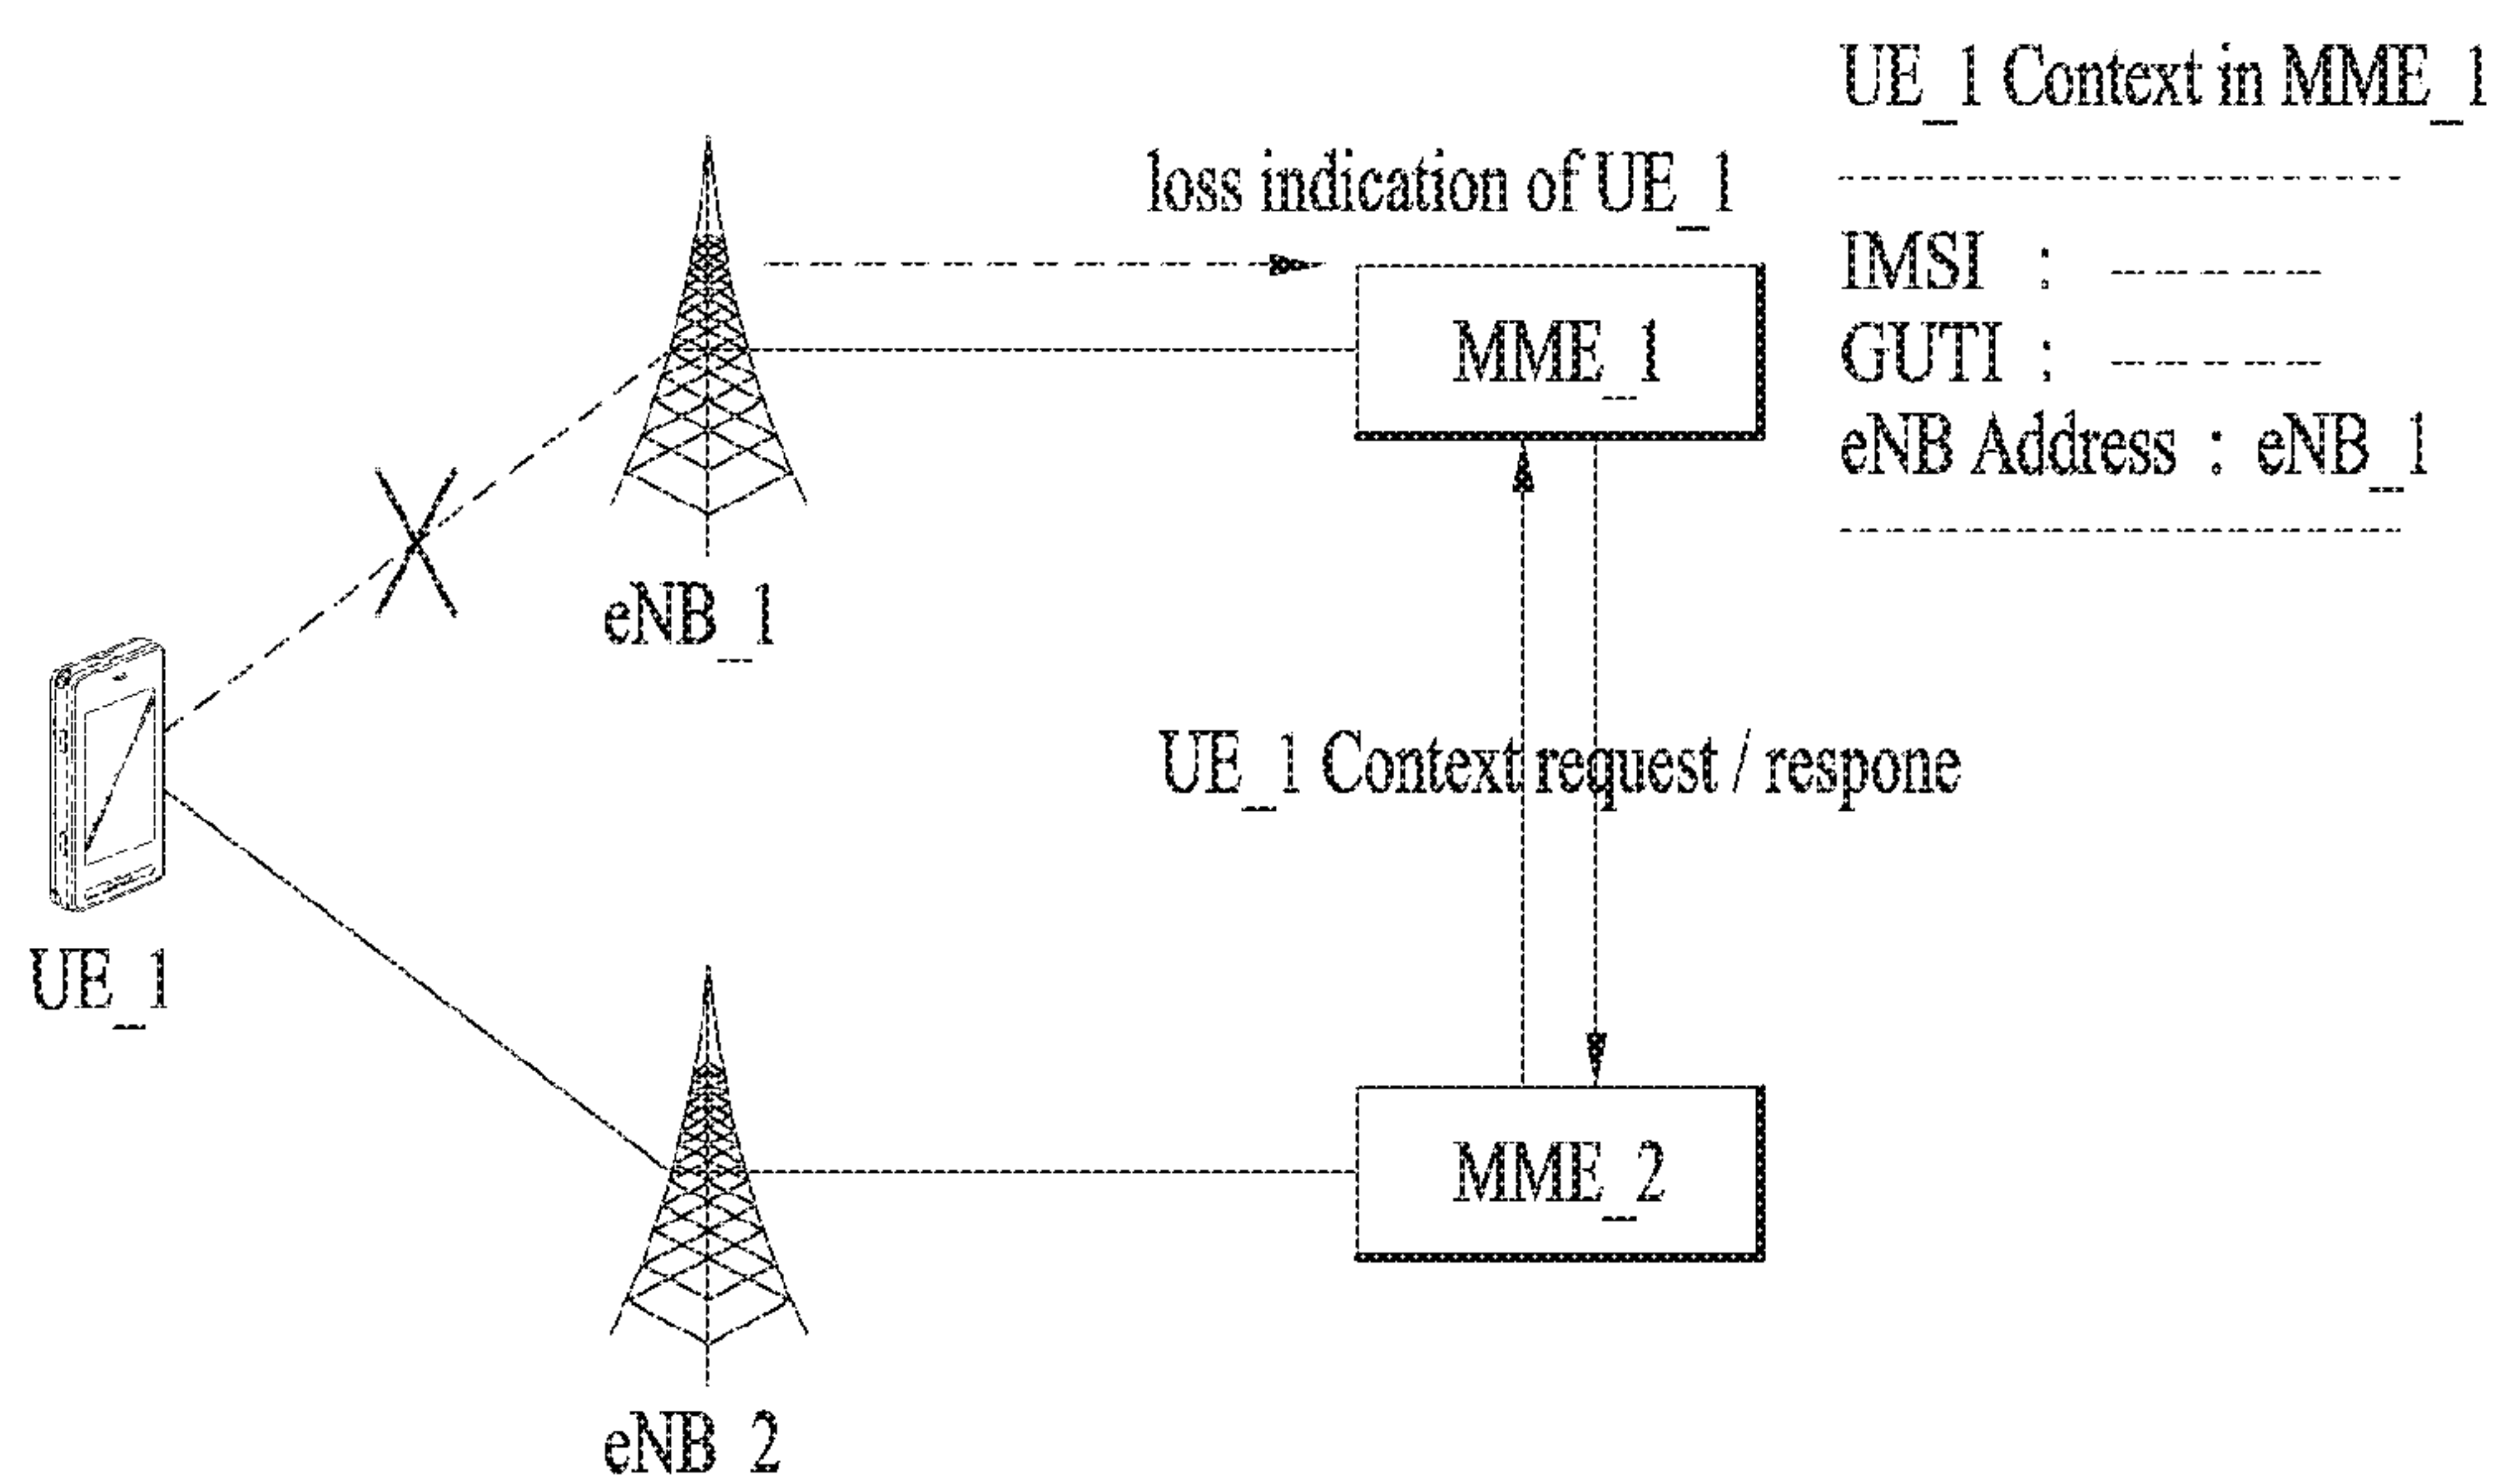 UE_1 Context in MME_1
loss indication of UE_1
IMSI :
GUTI :
eNB Address : eNB_1
MME_1
eNB_1
UE_1 Context request / respone
UE_1
MME_2
eNB_2